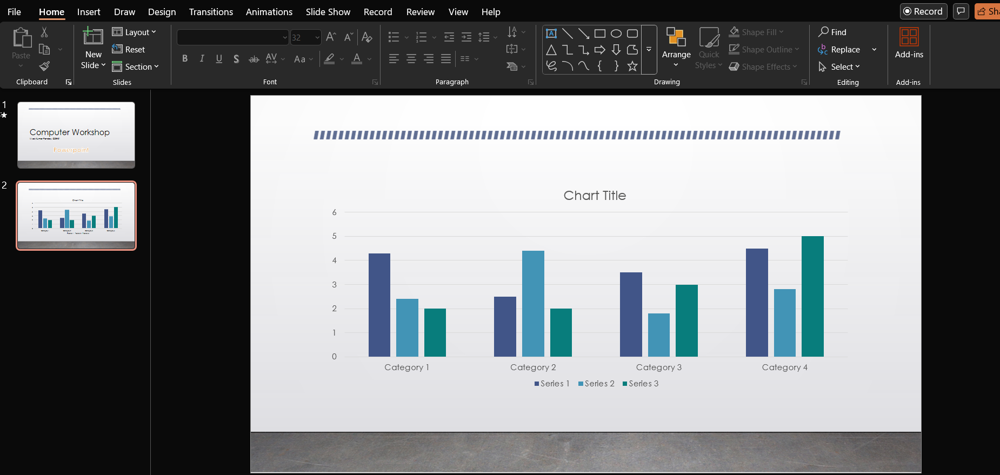 File Home Insert Draw Design Transitions Animations Slide Show Record Review View Help Record
Paste
New
Slide
Layout
Reset
Section
32
B I U S ab AV Aa A
Shape Fill
Shape Outline
Shape Effects
Arrange
Quick
Styles
Find
Replace
Select
Add-ins
Clipboard Slides Font Paragraph Drawing Editing Add-ins
1
Computer Workshop
Powerpoint
2
Chart Title
6
5
4
3
2
1
0
Category 1 Category 2 Category 3 Category 4
Series 1 Series 2 Series 3